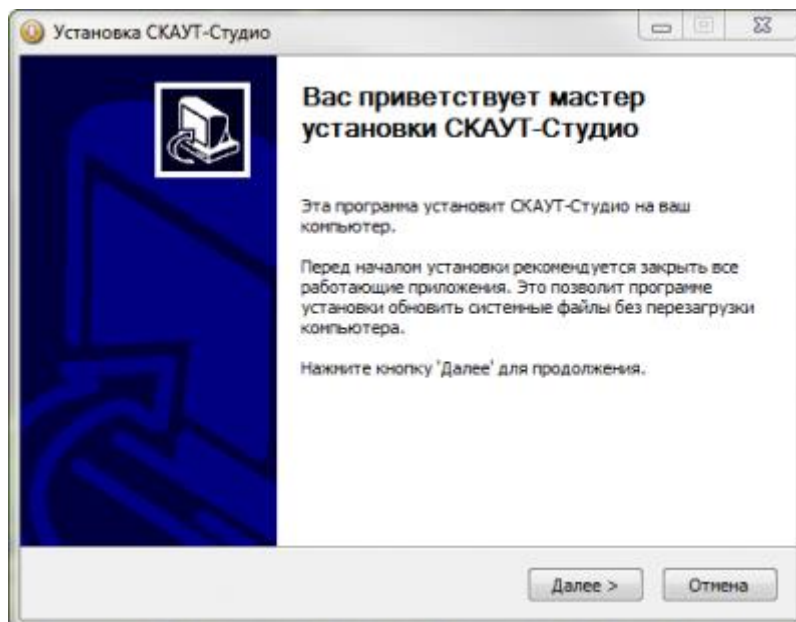 Установка СКАУТ-Студио
Вас приветствует мастер
установки СКАУТ-Студио
Эта программа установит СКАУТ-Студио на ваш
компьютер.
Перед началом установки рекомендуется закрыть все
работающие приложения. Это позволит программе
установки обновить системные файлы без перезагрузки
компьютера.
Нажмите кнопку 'Далее' для продолжения.
Далее >
Отмена